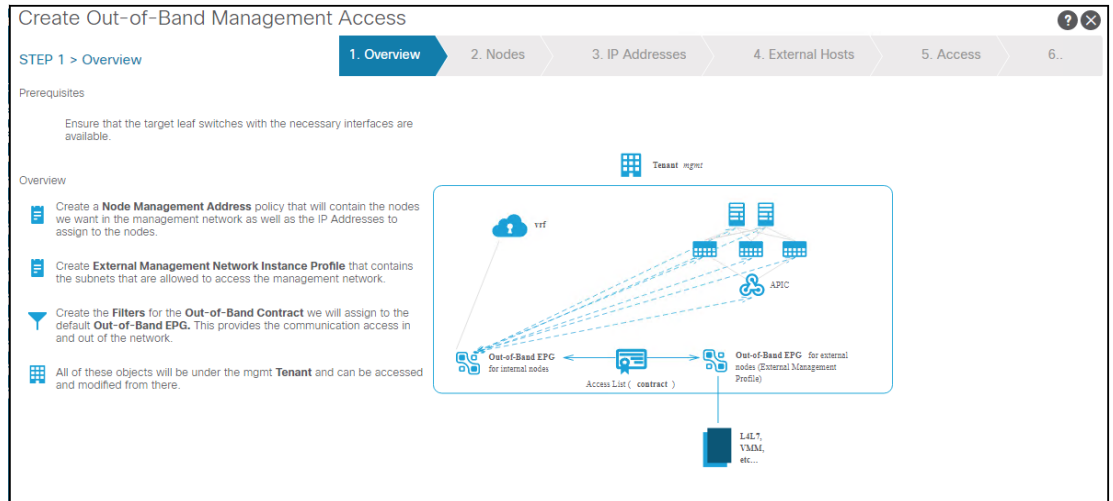 Create Out-of-Band Management Access
STEP 1 > Overview
1. Overview
2. Nodes
3. IP Addresses
4. External Hosts
5. Access
6..
Prerequisites
Ensure that the target leaf switches with the necessary interfaces are
available.
Overview
Create a Node Management Address policy that will contain the nodes
we want in the management network as well as the IP Addresses to
assign to the nodes.
Create External Management Network Instance Profile that contains
the subnets that are allowed to access the management network.
Create the Filters for the Out-of-Band Contract we will assign to the
default Out-of-Band EPG. This provides the communication access in
and out of the network.
All of these objects will be under the mgmt Tenant and can be accessed
and modified from there.
Tenant mgmt
vrf
APIC
Out-of-Band EPG
for internal nodes
Access List ( contract )
Out-of-Band EPG for external
nodes (External Management
Profile)
L4L7,
VMM,
etc...